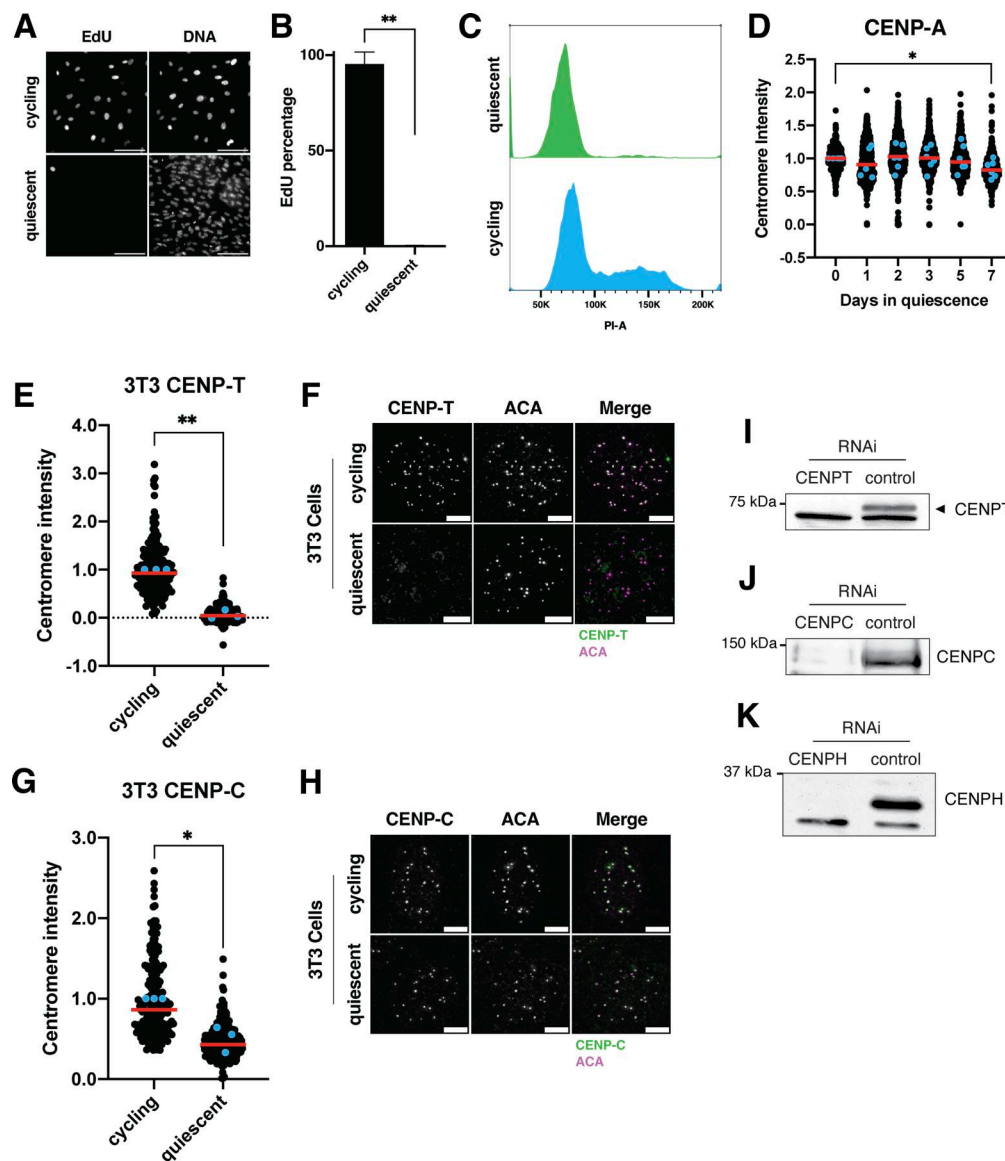 A
EdU
DNA
cycling
quiescent
B
**
EdU percentage
100
50
0
cycling
quiescent
C
quiescent
cycling
50K
100K
150K
200K
PI-A
D
CENP-A
*
Centromere Intensity
2.5
2.0
1.5
1.0
0.5
0.0
-0.5
0
1
2
3
5
7
Days in quiescence
E
3T3 CENP-T
**
Centromere intensity
4.0
3.0
2.0
1.0
0.0
-1.0
cycling
quiescent
F
CENP-T
ACA
Merge
3T3 Cells
cycling
quiescent
CENP-T
ACA
G
3T3 CENP-C
*
Centromere intensity
3.0
2.0
1.0
0.0
cycling
quiescent
H
CENP-C
ACA
Merge
3T3 Cells
cycling
quiescent
CENP-C
ACA
I
RNAi
CENPT
control
75 kDa
J
RNAi
CENPC
control
150 kDa
CENPC
K
RNAi
CENPH
control
37 kDa
CENPH